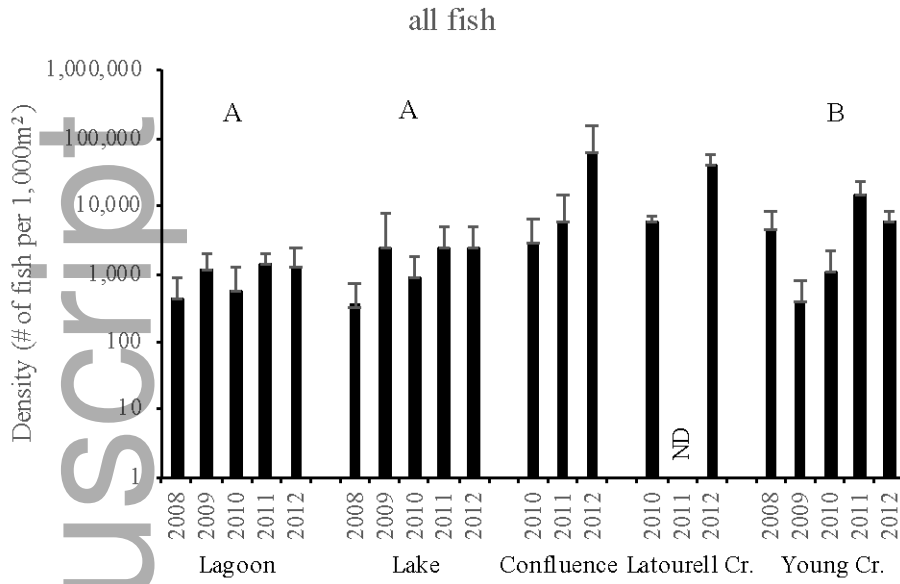 all fish
Density (# of fish per 1,000m²)
1,000,000
100,000
10,000
1,000
100
10
1
A
A
B
ND
2008 2009 2010 2011 2012
2008 2009 2010 2011 2012
2010 2011 2012
2010 2011 2012
2008 2009 2010 2011 2012
Lagoon Lake Confluence Latourell Cr. Young Cr.
uscript